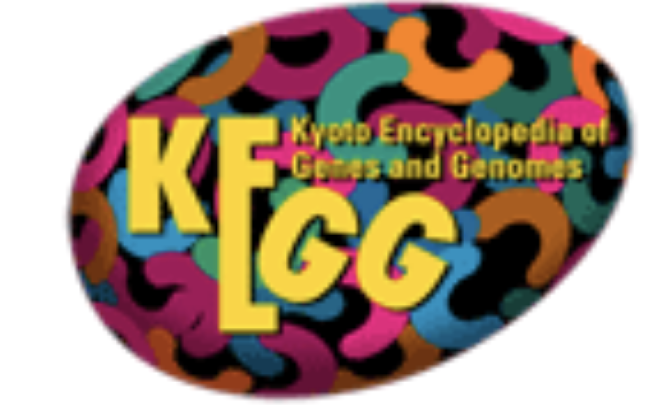 KEGG
Kyoto Encyclopedia of
Genes and Genomes